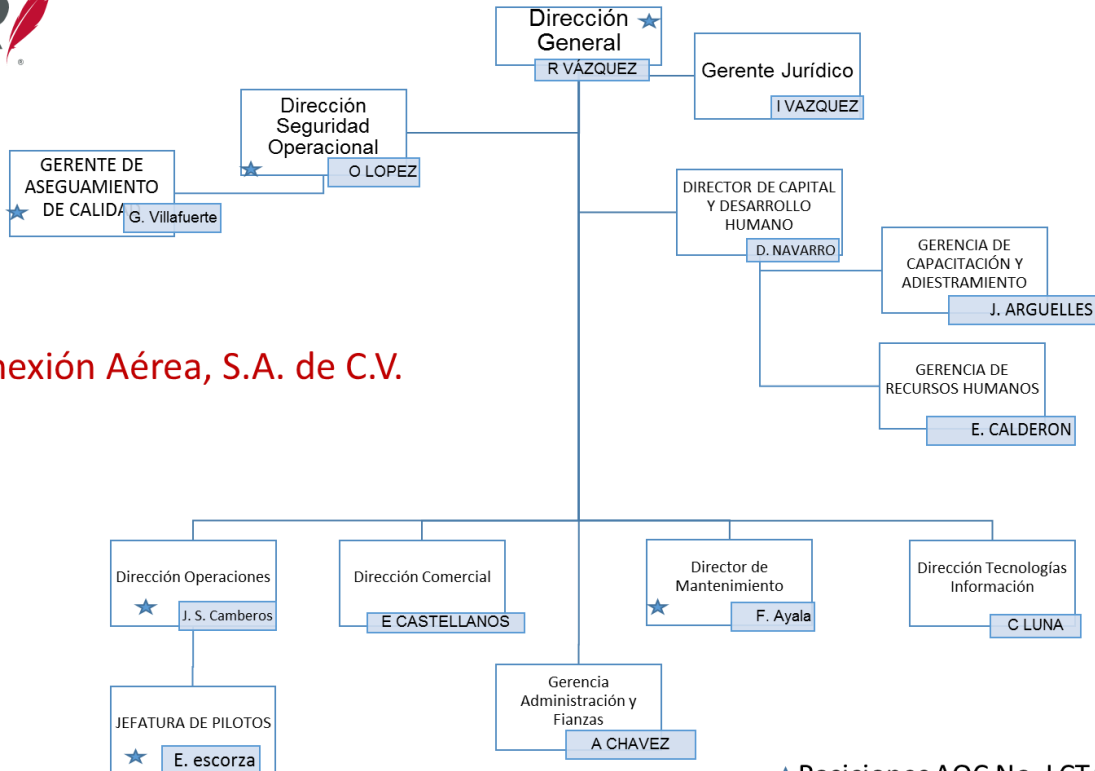 ®
Dirección
General
R VÁZQUEZ
Gerente Jurídico
I VAZQUEZ
Dirección
Seguridad
Operacional
O LOPEZ
GERENTE DE
ASEGUAMIENTO
DE CALIDA
G. Villafuerte
DIRECTOR DE CAPITAL
Y DESARROLLO
HUMANO
D. NAVARRO
GERENCIA DE
CAPACITACIÓN Y
ADIESTRAMIENTO
J. ARGUELLES
nexión Aérea, S.A. de C.V.
GERENCIA DE
RECURSOS HUMANOS
E. CALDERON
Dirección Operaciones
J. S. Camberos
Dirección Comercial
E CASTELLANOS
Director de
Mantenimiento
F. Ayala
Dirección Tecnologías
Información
C LUNA
JEFATURA DE PILOTOS
E. escorza
Gerencia
Administración y
Fianzas
A CHAVEZ
Posiciones AOC No.